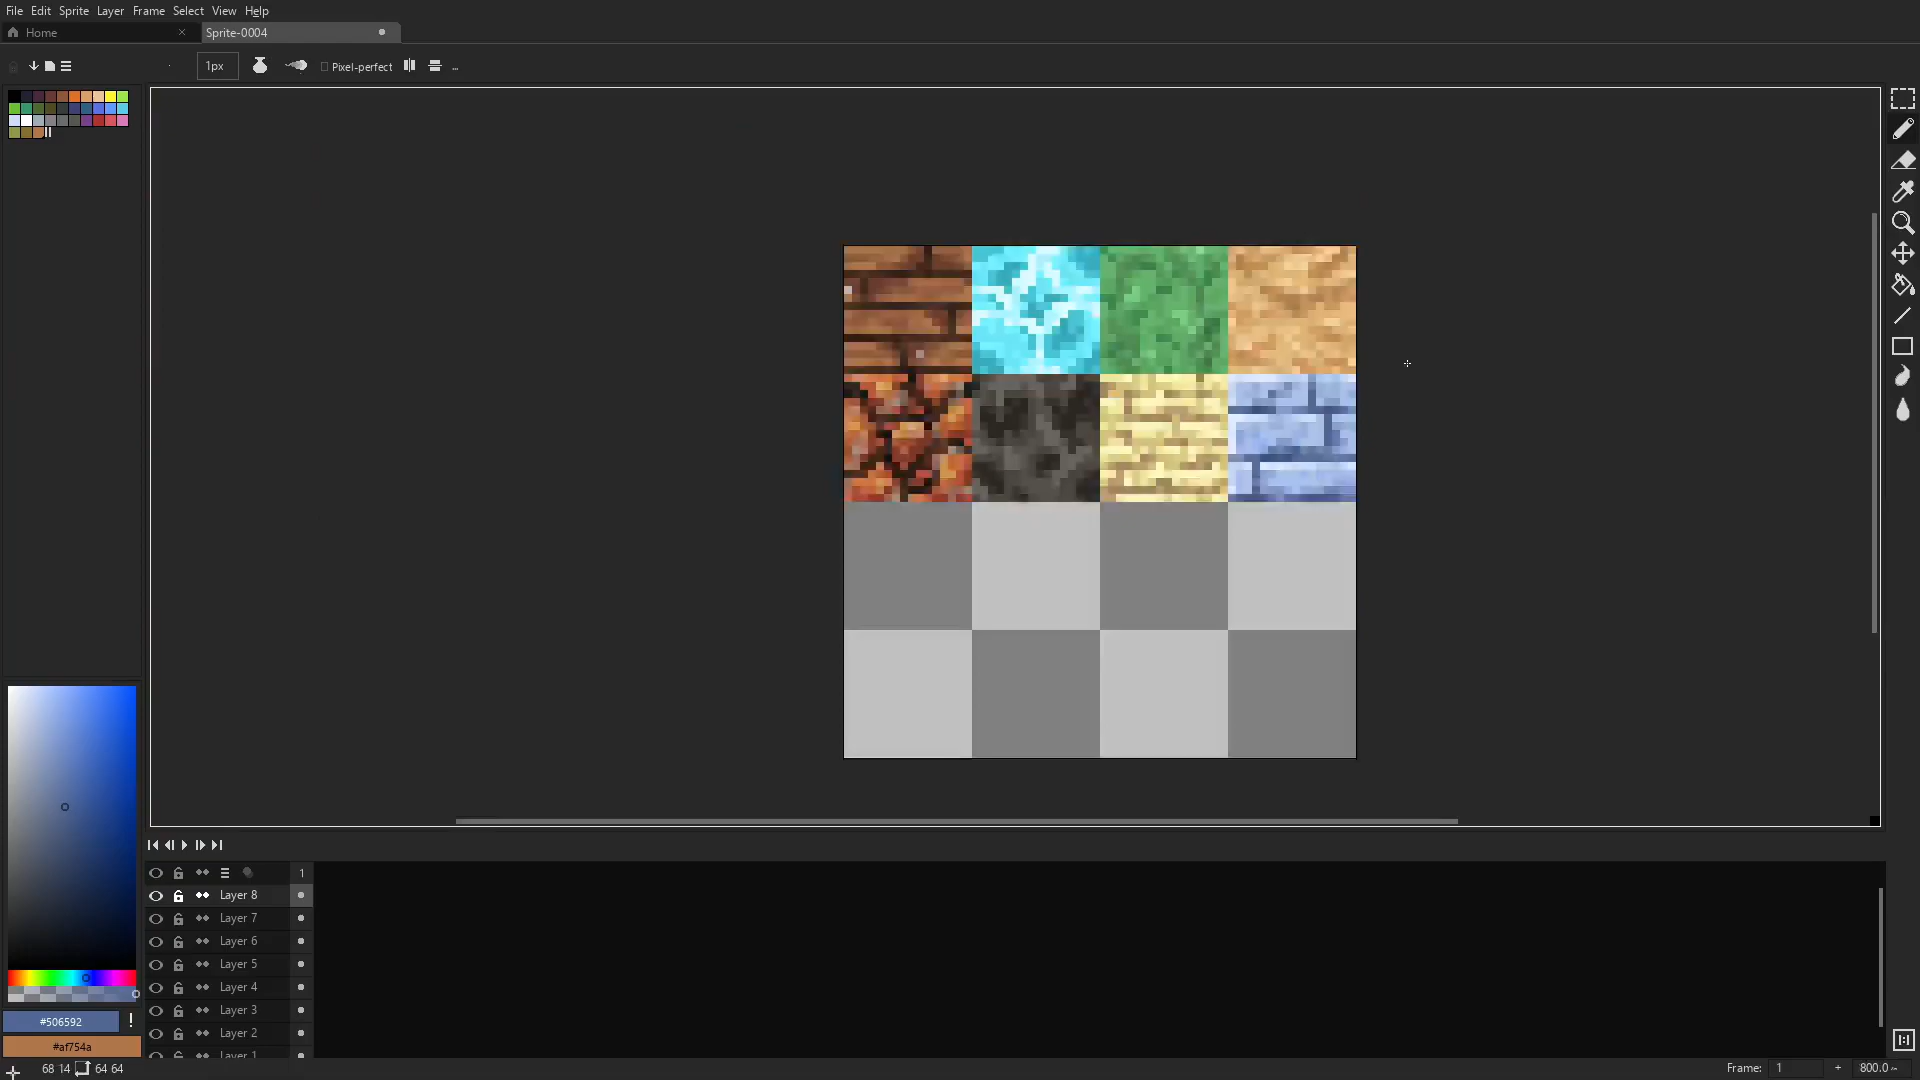 File Edit Sprite Layer Frame Select View Help
Home
Sprite-0004
1px
Pixel-perfect
...
1
Layer 8
Layer 7
Layer 6
Layer 5
Layer 4
Layer 3
Layer 2
Layer 1
#506592
#af754a
68 14 64 64
Frame: 1 + 800.0